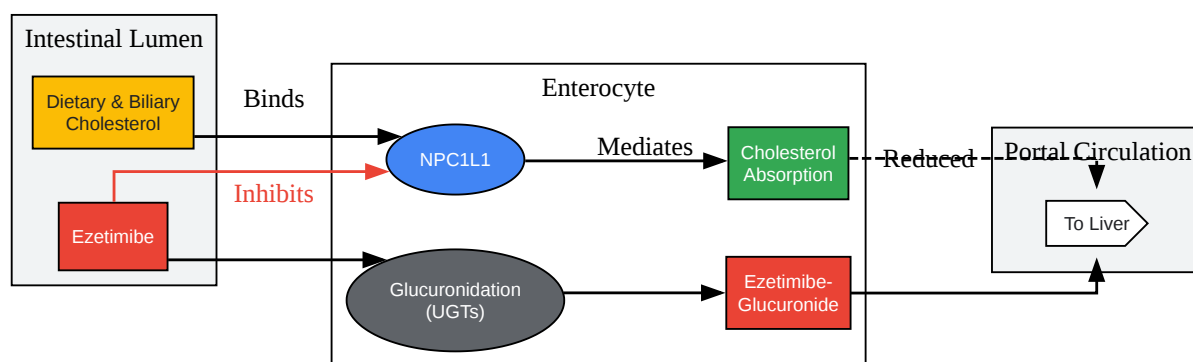 Intestinal Lumen
Dietary & Biliary
Cholesterol
Binds
Inhibits
Ezetimibe
Enterocyte
NPC1L1
Mediates
Cholesterol
Absorption
Glucuronidation
(UGTs)
Ezetimibe-
Glucuronide
Reduced
Portal Circulation
To Liver